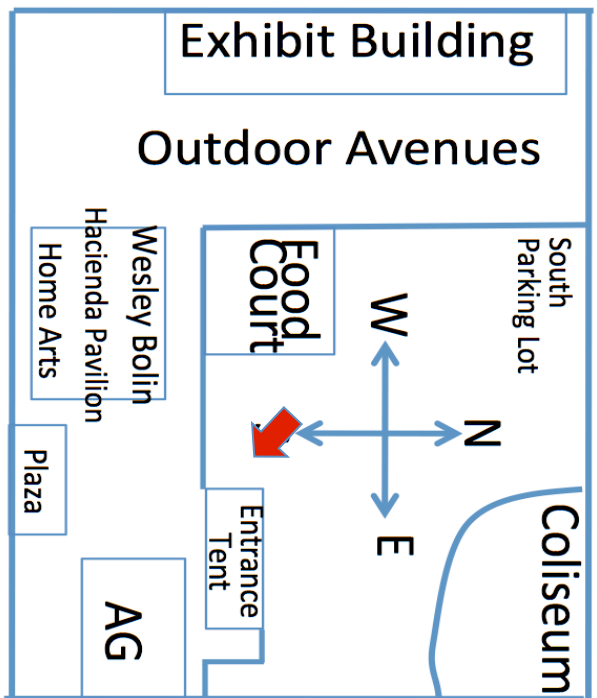 Exhibit Building
Outdoor Avenues
Wesley Bolin
Hacienda Pavilion
Home Arts
Food
Court
South
Parking Lot
W
N
E
Plaza
Entrance
Tent
Coliseum
AG